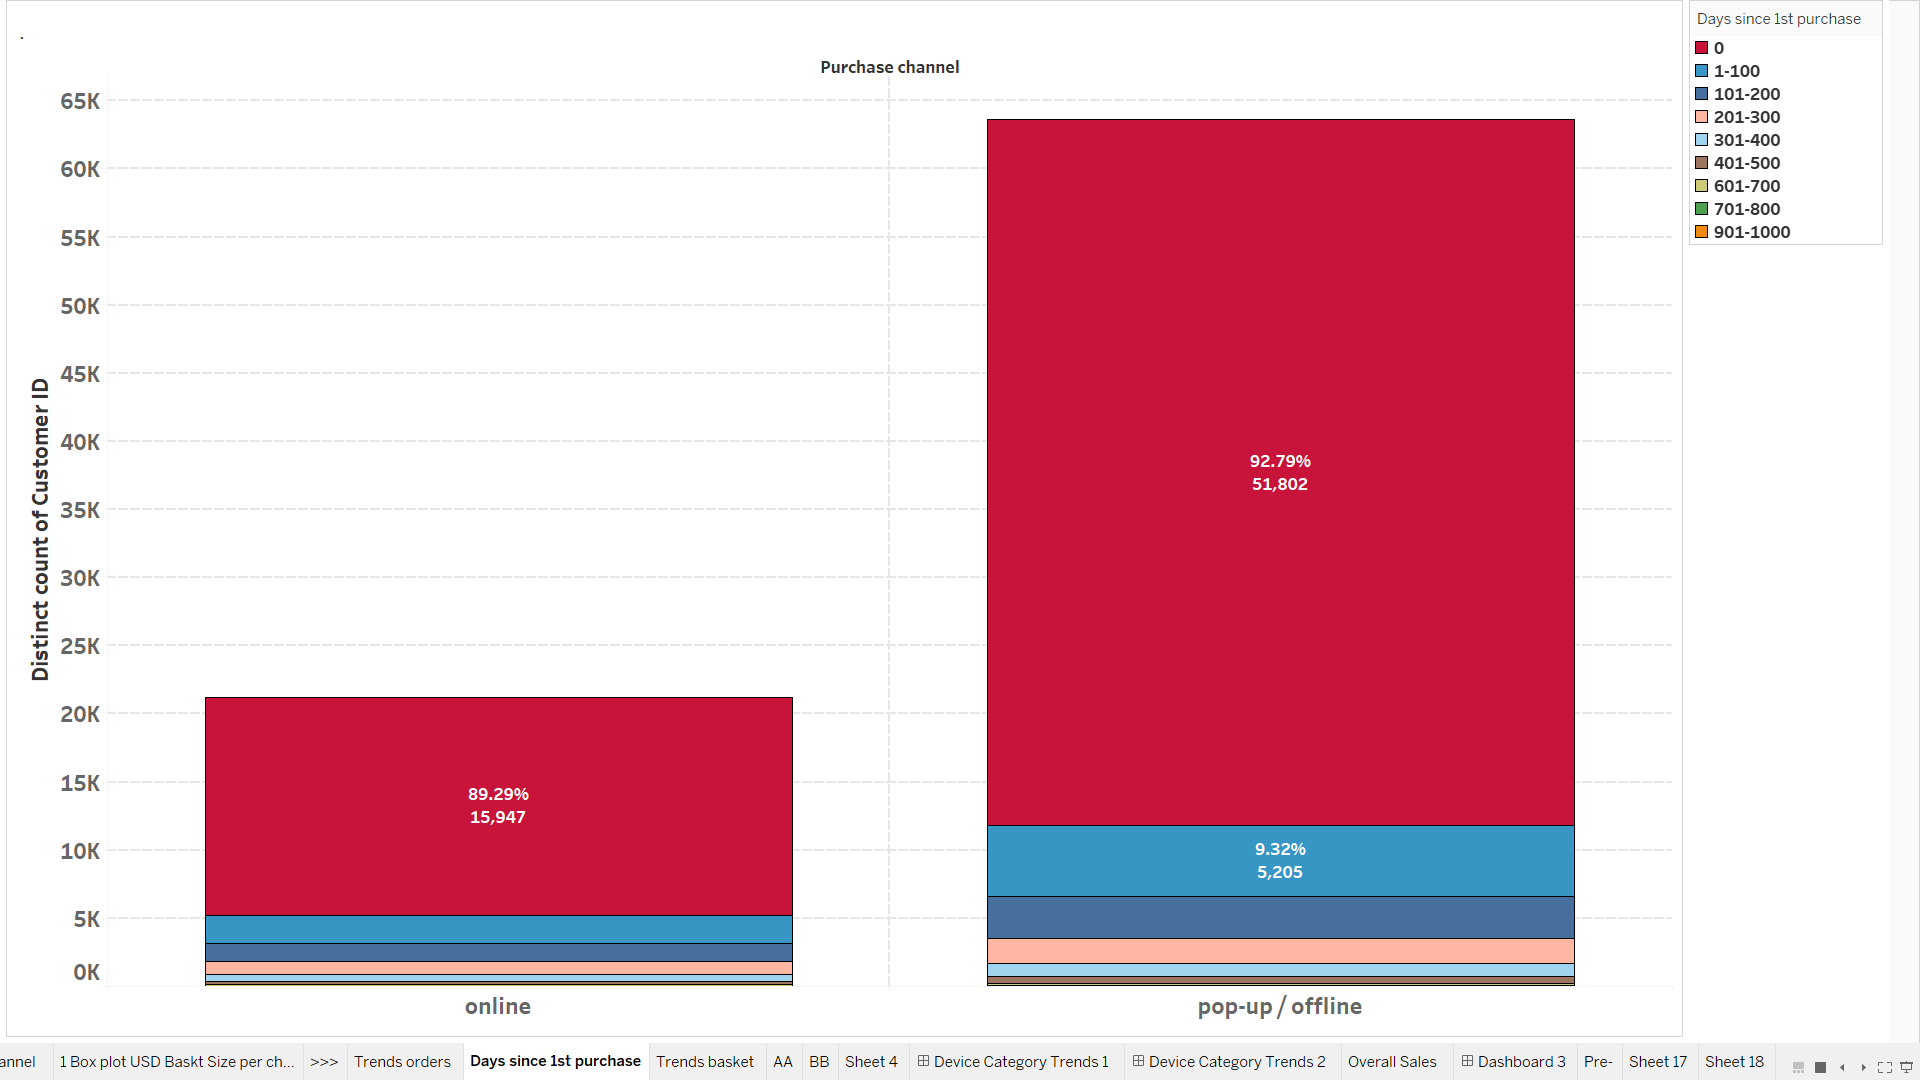 .
Purchase channel
65K
60K
55K
50K
45K
40K
35K
30K
25K
20K
15K
10K
5K
0K
Distinct count of Customer ID
89.29%
15,947
92.79%
51,802
9.32%
5,205
online
pop-up / offline
Days since 1st purchase
0
1-100
101-200
201-300
301-400
401-500
601-700
701-800
901-1000
annel
1 Box plot USD Baskt Size per ch...
>>>
Trends orders
Days since 1st purchase
Trends basket
AA
BB
Sheet 4
Device Category Trends 1
Device Category Trends 2
Overall Sales
Dashboard 3
Pre-
Sheet 17
Sheet 18